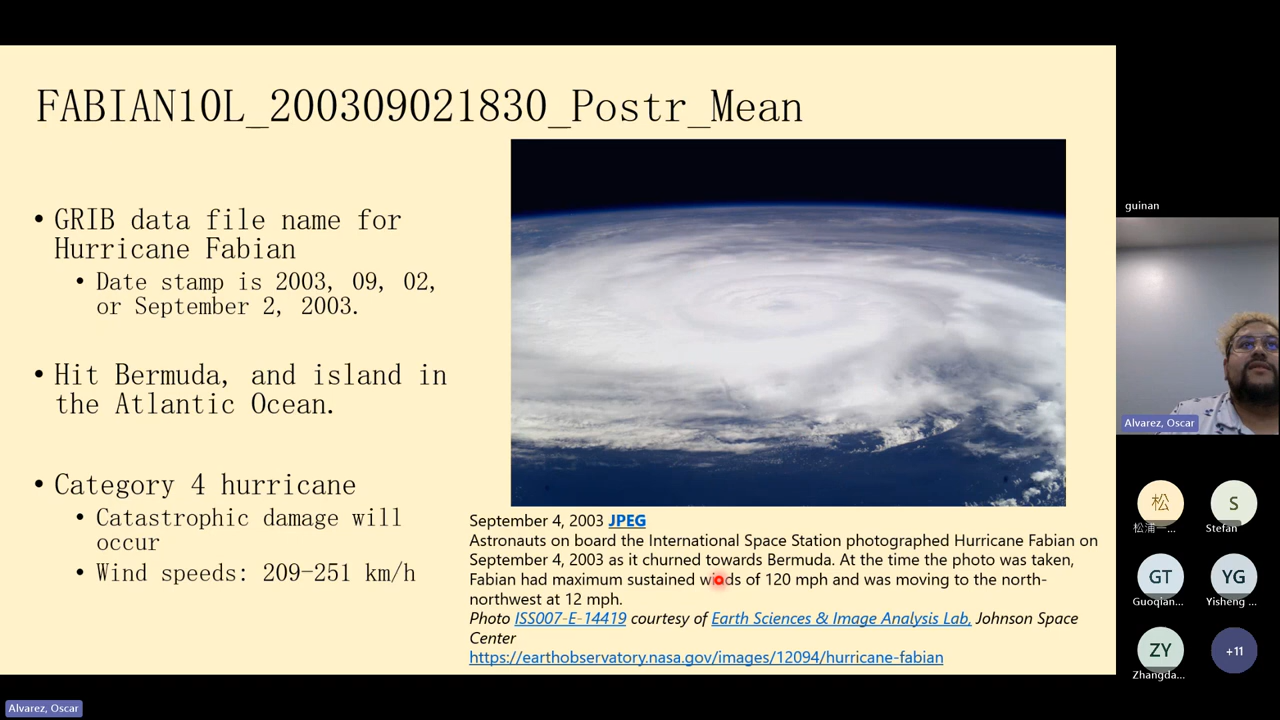 FABIAN10L_200309021830_Postr_Mean
• GRIB data file name for
Hurricane Fabian
• Date stamp is 2003, 09, 02,
or September 2, 2003.
• Hit Bermuda, and island in
the Atlantic Ocean.
• Category 4 hurricane
• Catastrophic damage will
occur
• Wind speeds: 209-251 km/h
September 4, 2003 JPEG
Astronauts on board the International Space Station photographed Hurricane Fabian on
September 4, 2003 as it churned towards Bermuda. At the time the photo was taken,
Fabian had maximum sustained winds of 120 mph and was moving to the north-
northwest at 12 mph.
Photo ISS007-E-14419 courtesy of Earth Sciences & Image Analysis Lab, Johnson Space
Center
https://earthobservatory.nasa.gov/images/12094/hurricane-fabian
guinan
Alvarez, Oscar
松
S
松浦一...
Stefan
GT
YG
Guoqian...
Yisheng ...
ZY
+11
Zhangda...
Alvarez, Oscar